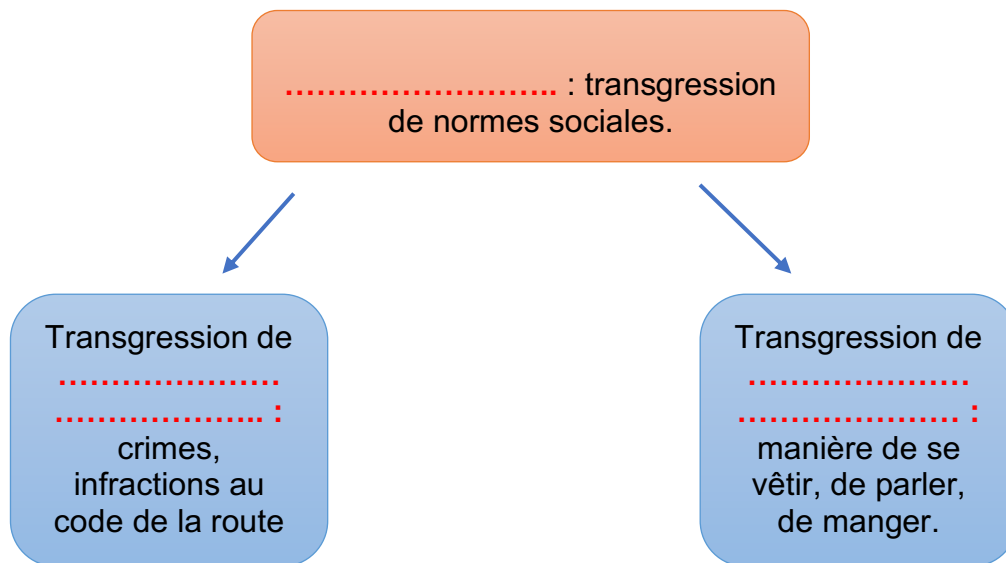 ……………………….. : transgression
de normes sociales.
Transgression de
…………………
……………….. :
crimes,
infractions au
code de la route
Transgression de
…………………
………………… :
manière de se
vêtir, de parler,
de manger.